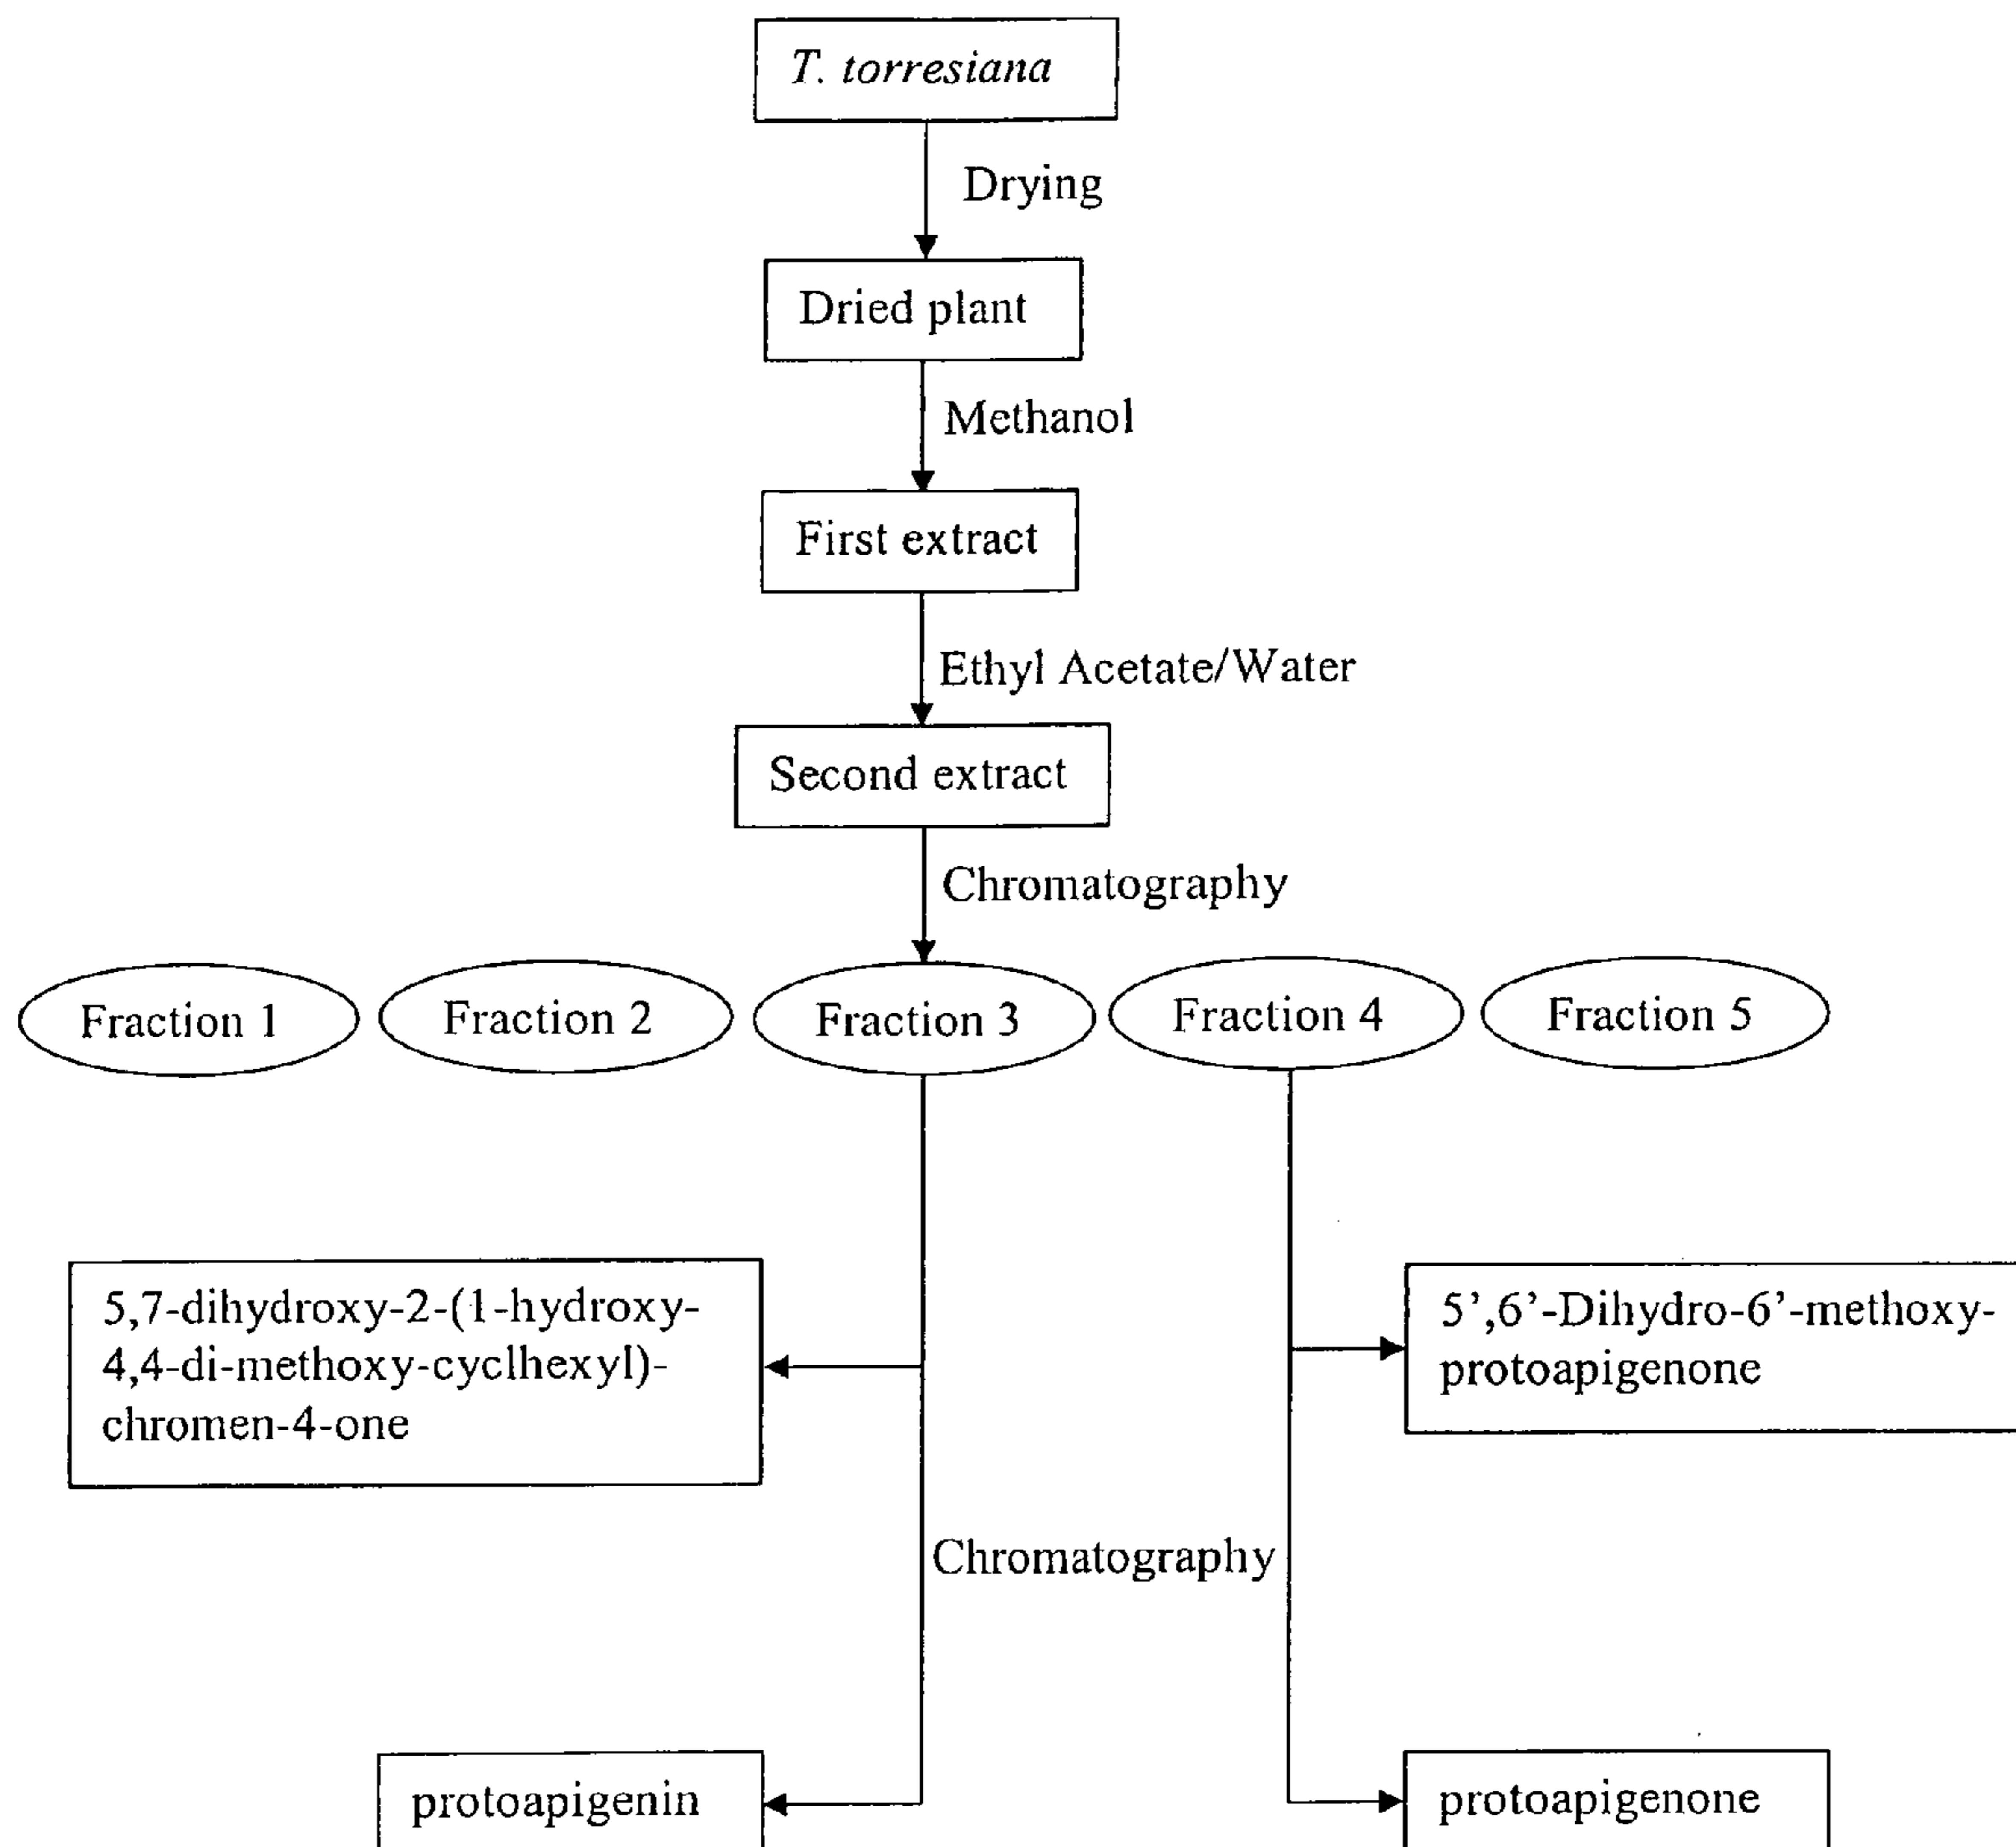 T. torresiana
Drying
Dried plant
Methanol
First extract
Ethyl Acetate/Water
Second extract
Chromatography
Fraction 1
Fraction 2
Fraction 3
Fraction 4
Fraction 5
5,7-dihydroxy-2-(1-hydroxy-
4,4-di-methoxy-cyclhexyl)-
chromen-4-one
5’,6’-Dihydro-6’-methoxy-
protoapigenone
Chromatography
protoapigenin
protoapigenone